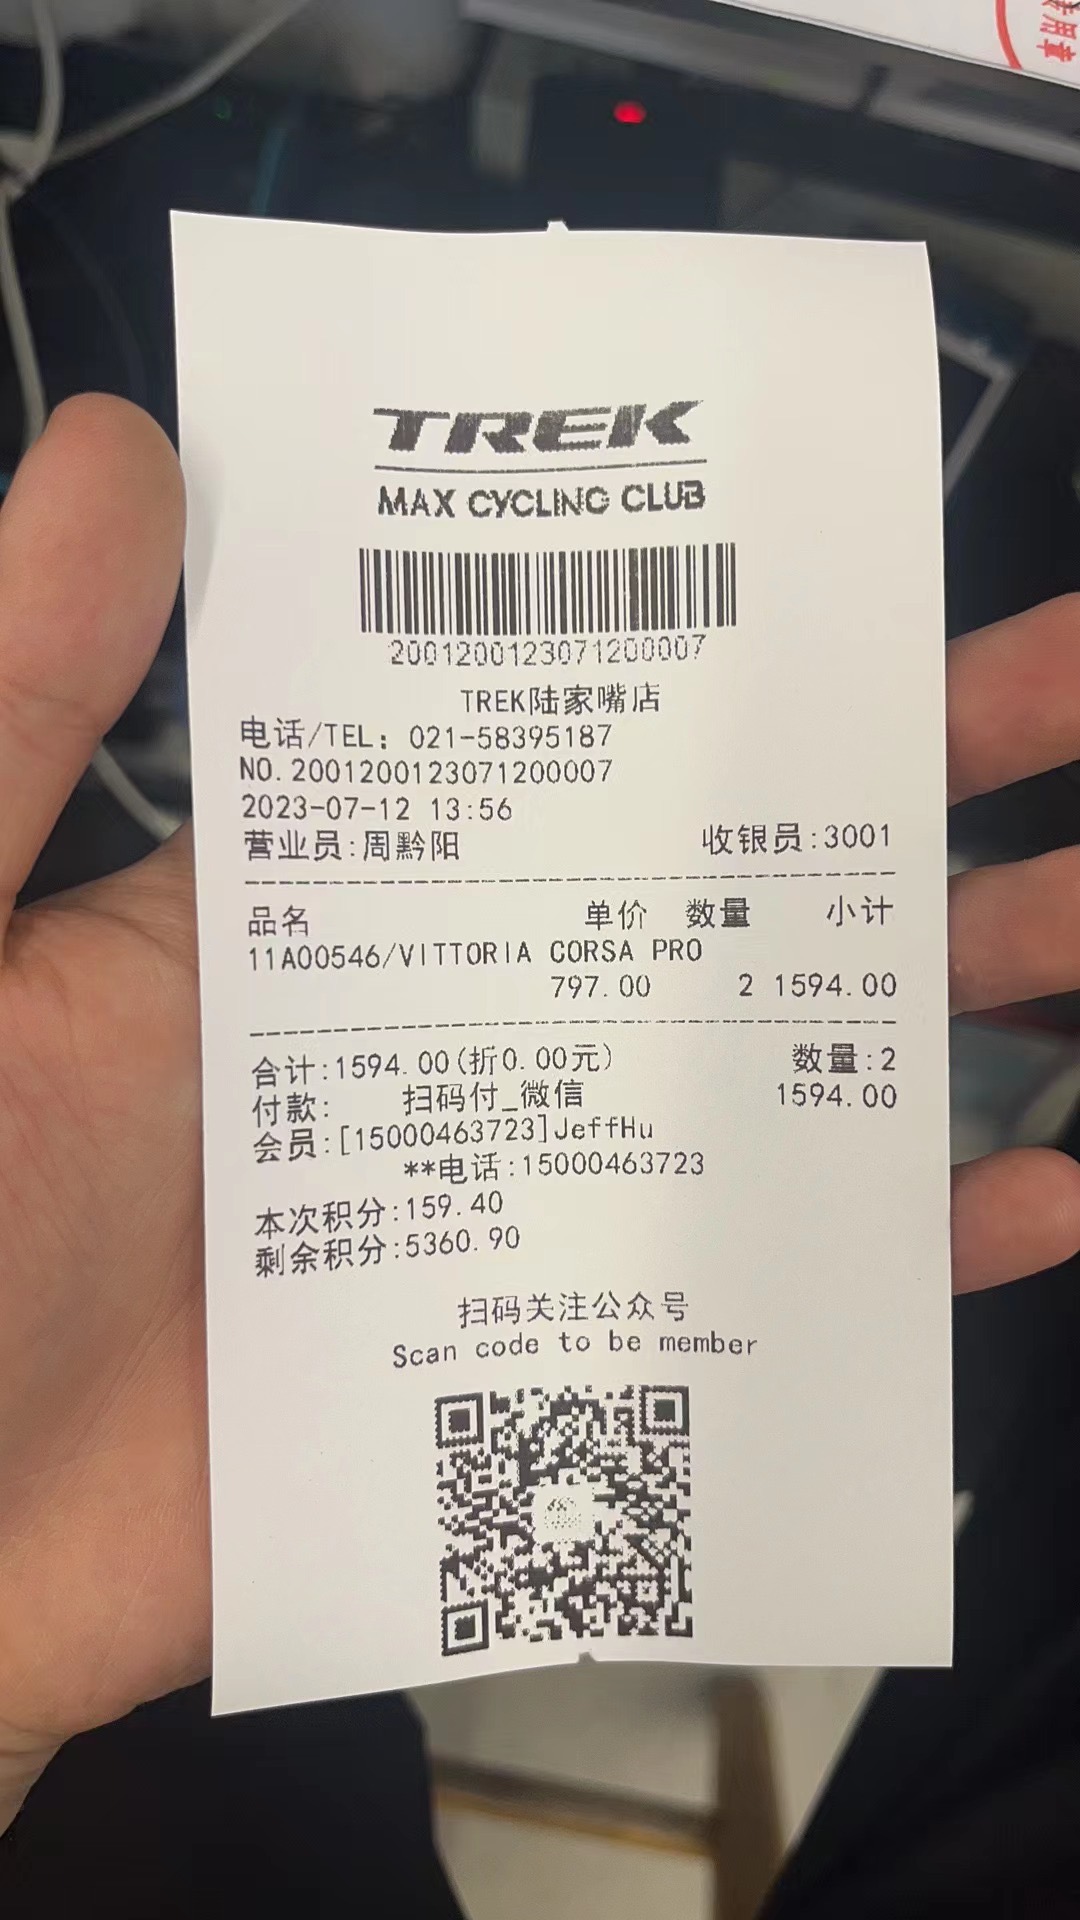 专用章
TREK
MAX CYCLING CLUB
2001200123071200007
TREK陆家嘴店
电话/TEL: 021-58395187
NO.2001200123071200007
2023-07-12 13:56
营业员:周黔阳 收银员:3001
品名 单价 数量 小计
11A00546/VITTORIA CORSA PRO
797.00 2 1594.00
合计:1594.00(折0.00元) 数量:2
付款: 扫码付_微信 1594.00
会员:[15000463723]JeffHu
**电话:15000463723
本次积分:159.40
剩余积分:5360.90
扫码关注公众号
Scan code to be member